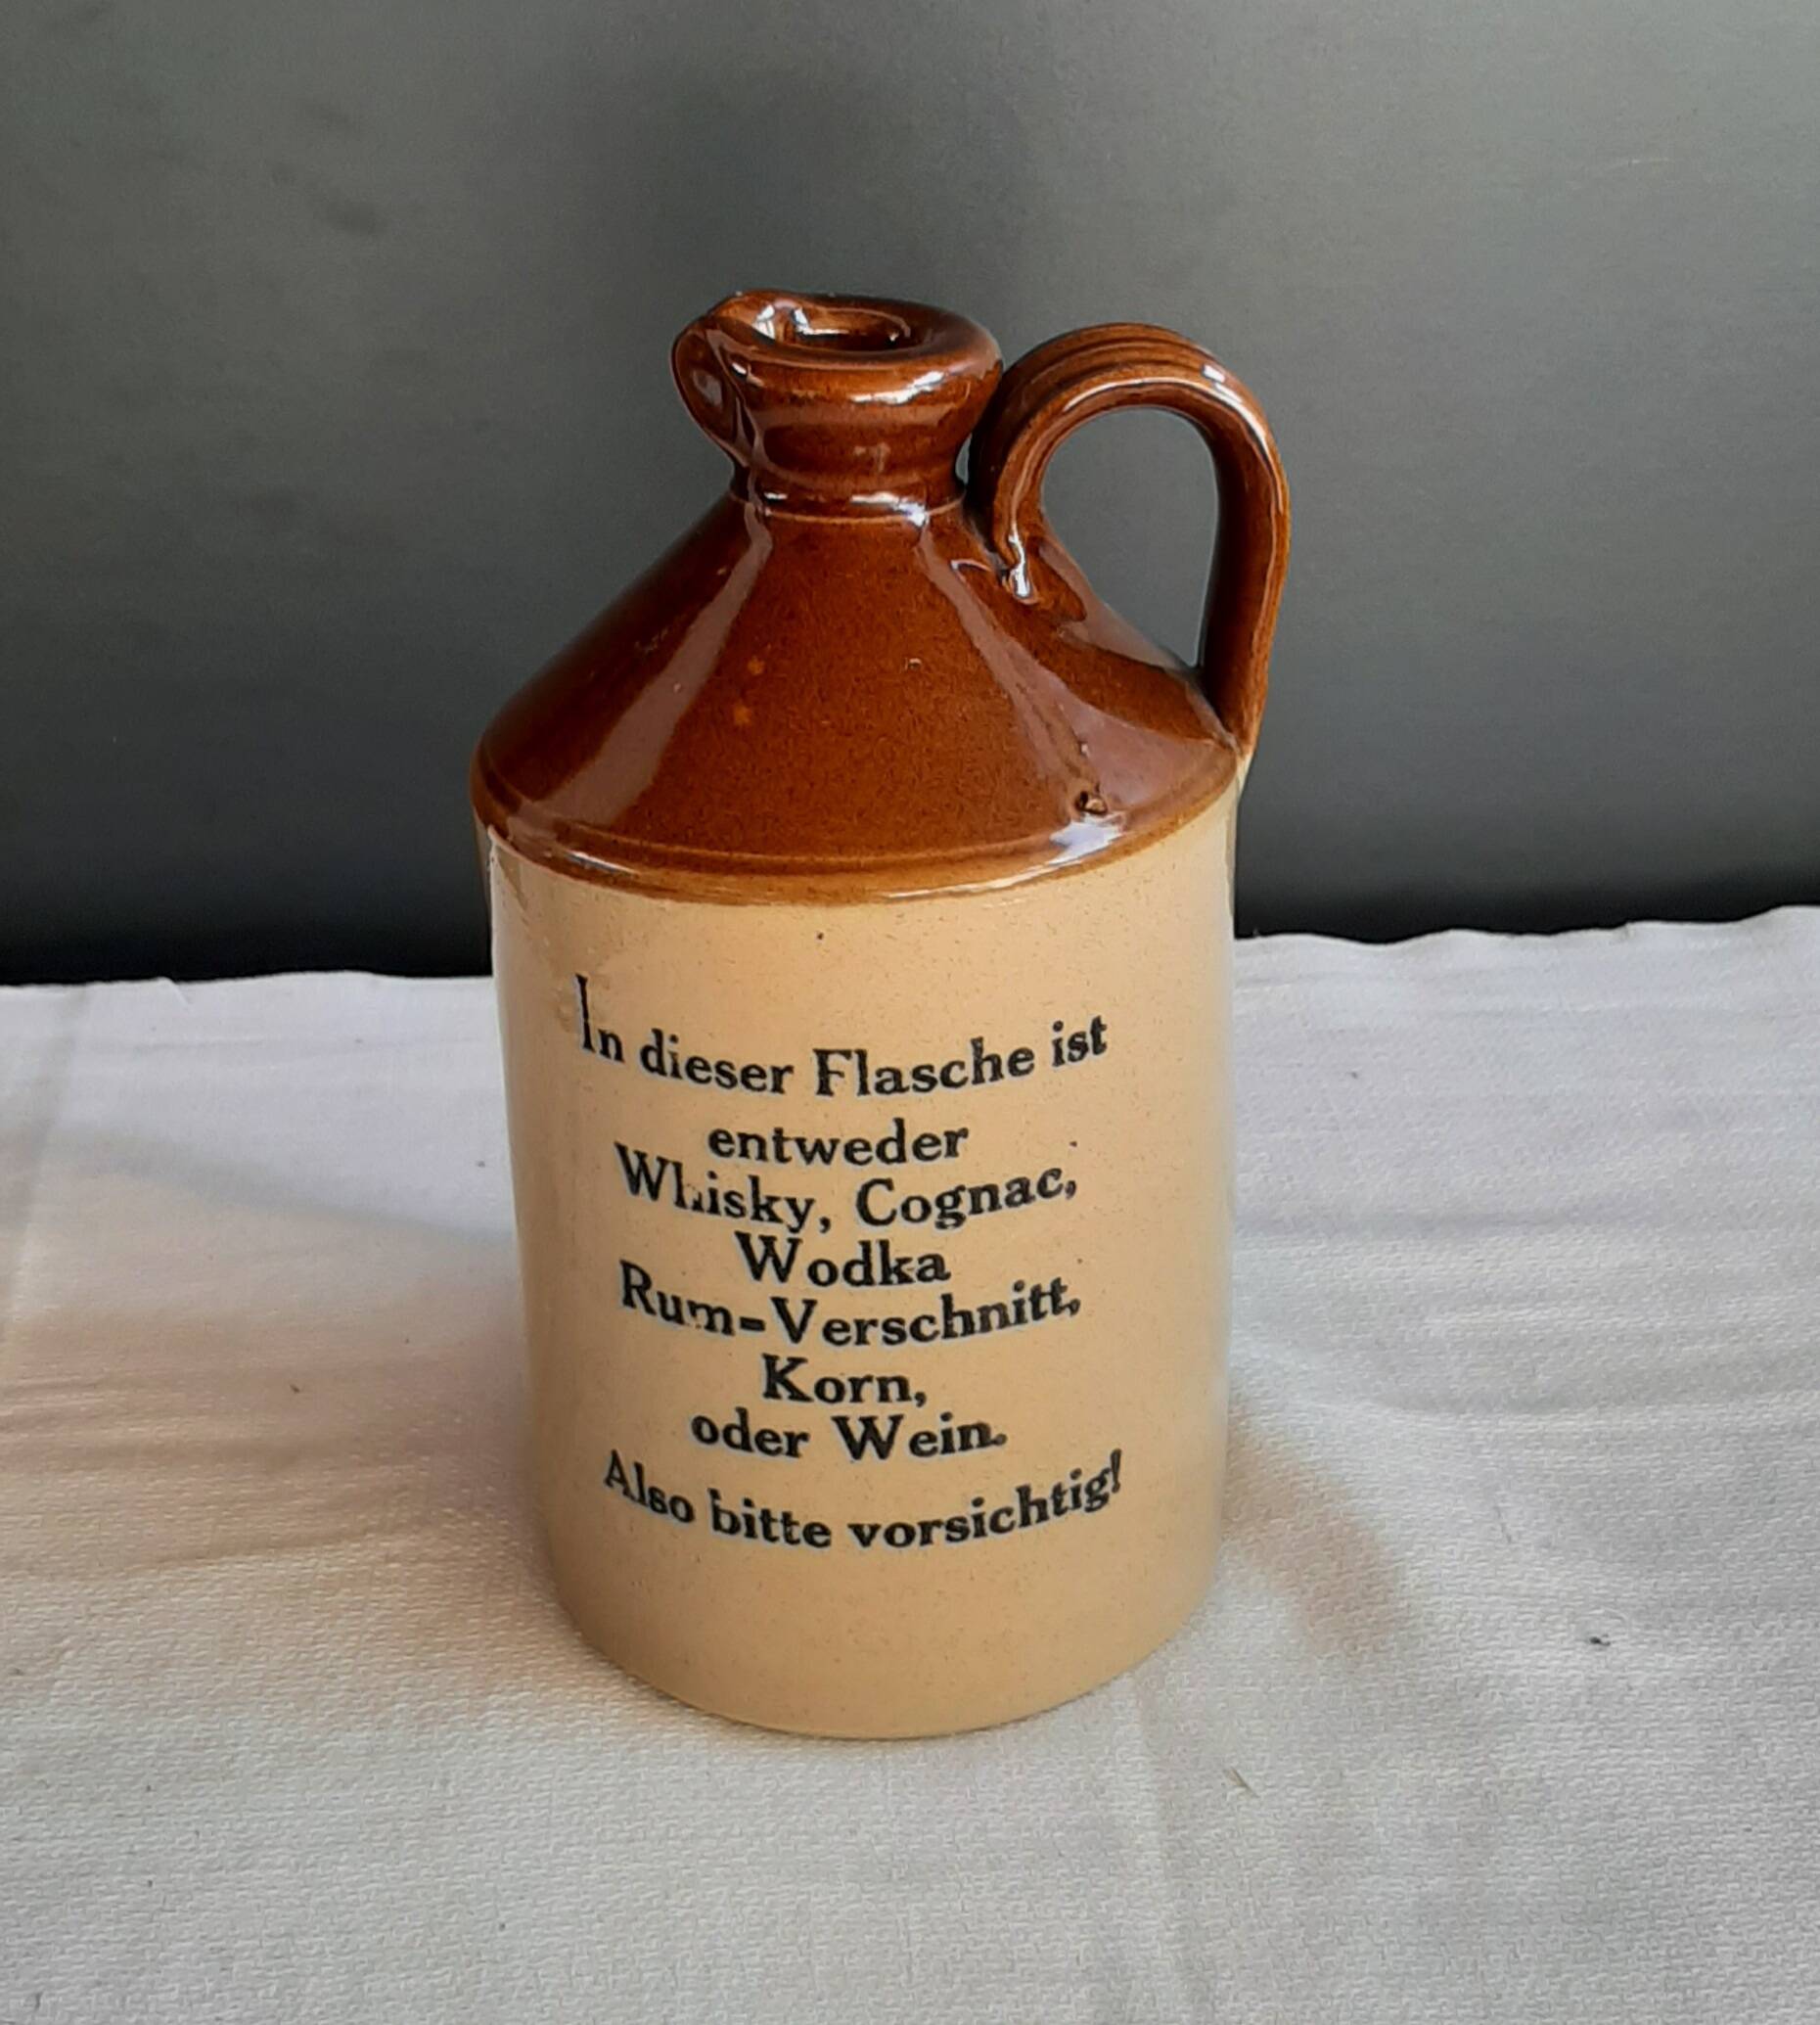 In dieser Flasche ist
entweder
Whisky, Cognac,
Wodka
Rum-Verschnitt,
Korn,
oder Wein.
Also bitte vorsichtig!